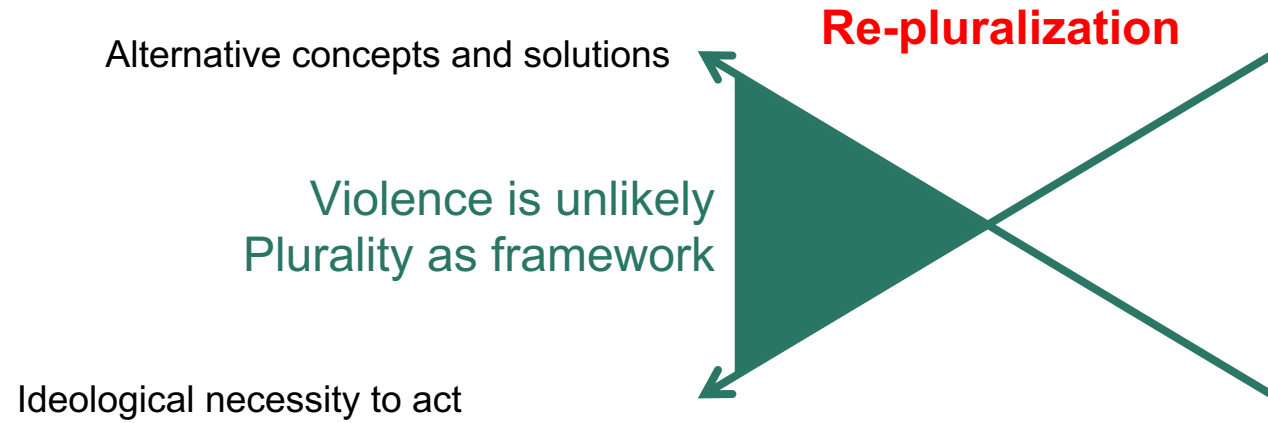 Re-pluralization
Alternative concepts and solutions
Violence is unlikely
Plurality as framework
Ideological necessity to act